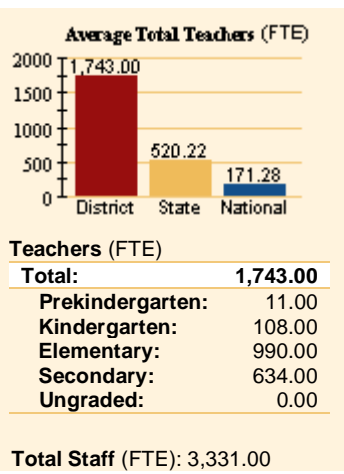 Average Total Teachers (FTE)
2000
1,743.00
1500
1000
520.22
500
171.28
0
District State National
Teachers (FTE)
Total: 1,743.00
Prekindergarten: 11.00
Kindergarten: 108.00
Elementary: 990.00
Secondary: 634.00
Ungraded: 0.00
Total Staff (FTE): 3,331.00